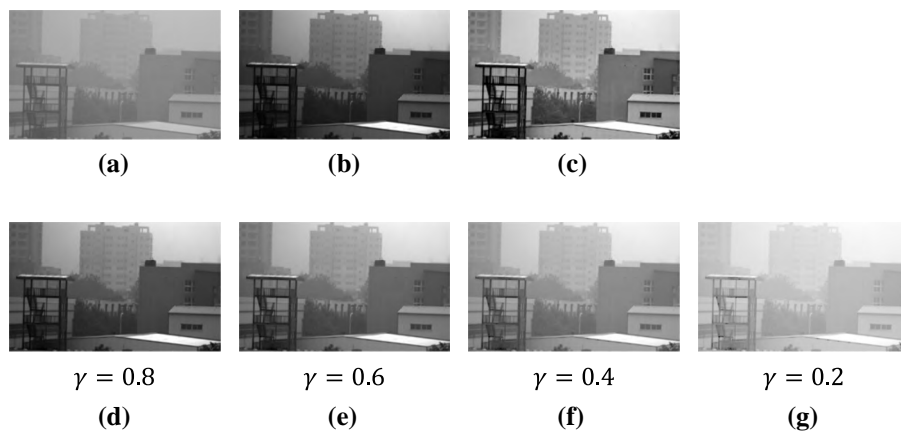 (a) (b) (c)
γ = 0.8 γ = 0.6 γ = 0.4 γ = 0.2
(d) (e) (f) (g)